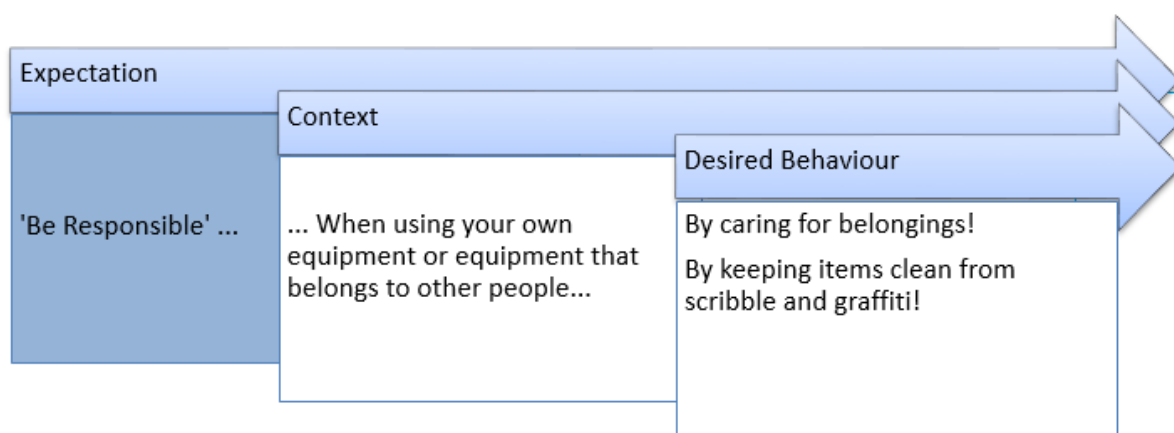 Expectation
Context
Desired Behaviour
'Be Responsible' ...
... When using your own
equipment or equipment that
belongs to other people...
By caring for belongings!
By keeping items clean from
scribble and graffiti!